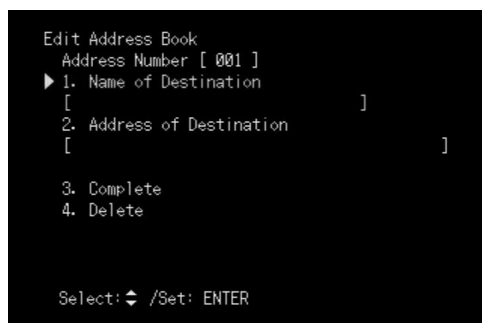 Edit Address Book
Address Number [ 001 ]
▶ 1. Name of Destination
[ ]
2. Address of Destination
[ ]
3. Complete
4. Delete
Select:♦ /Set: ENTER